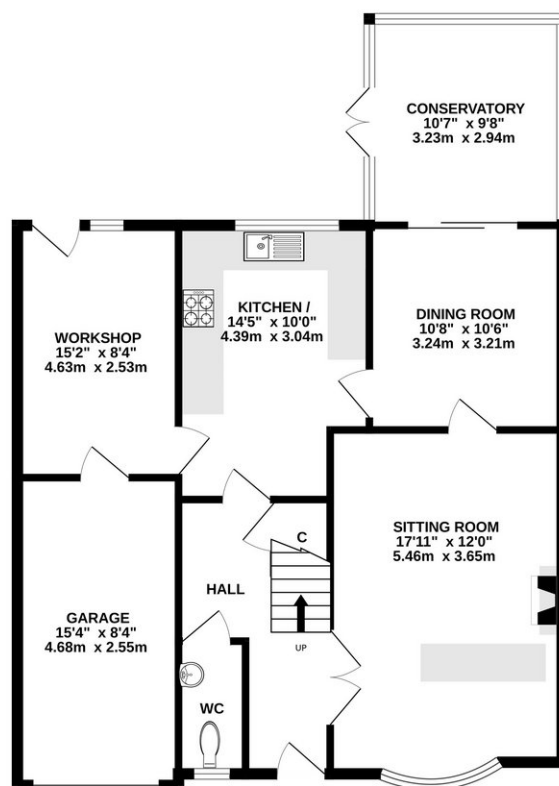 CONSERVATORY
10'7" x 9'8"
3.23m x 2.94m
KITCHEN /
14'5" x 10'0"
4.39m x 3.04m
DINING ROOM
10'8" x 10'6"
3.24m x 3.21m
WORKSHOP
15'2" x 8'4"
4.63m x 2.53m
SITTING ROOM
17'11" x 12'0"
5.46m x 3.65m
C
HALL
UP
GARAGE
15'4" x 8'4"
4.68m x 2.55m
WC